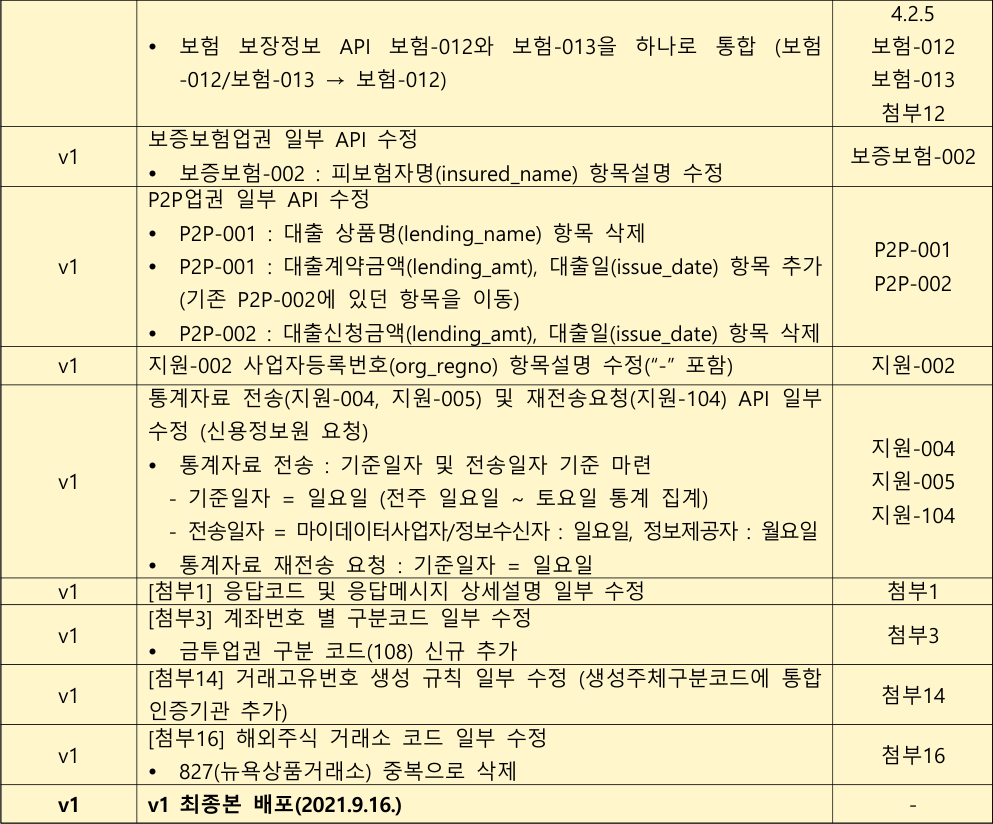 • 보험 보장정보 API 보험-012와 보험-013을 하나로 통합 (보험
-012/보험-013 → 보험-012)
4.2.5
보험-012
보험-013
첨부12
v1
보증보험업권 일부 API 수정
• 보증보험-002 : 피보험자명(insured_name) 항목설명 수정
보증보험-002
v1
P2P업권 일부 API 수정
• P2P-001 : 대출 상품명(lending_name) 항목 삭제
• P2P-001 : 대출계약금액(lending_amt), 대출일(issue_date) 항목 추가
(기존 P2P-002에 있던 항목을 이동)
• P2P-002 : 대출신청금액(lending_amt), 대출일(issue_date) 항목 삭제
P2P-001
P2P-002
v1
지원-002 사업자등록번호(org_regno) 항목설명 수정(“-” 포함)
지원-002
v1
통계자료 전송(지원-004, 지원-005) 및 재전송요청(지원-104) API 일부
수정 (신용정보원 요청)
• 통계자료 전송 : 기준일자 및 전송일자 기준 마련
- 기준일자 = 일요일 (전주 일요일 ~ 토요일 통계 집계)
- 전송일자 = 마이데이터사업자/정보수신자 : 일요일, 정보제공자 : 월요일
• 통계자료 재전송 요청 : 기준일자 = 일요일
지원-004
지원-005
지원-104
v1
[첨부1] 응답코드 및 응답메시지 상세설명 일부 수정
첨부1
v1
[첨부3] 계좌번호 별 구분코드 일부 수정
• 금투업권 구분 코드(108) 신규 추가
첨부3
v1
[첨부14] 거래고유번호 생성 규칙 일부 수정 (생성주체구분코드에 통합
인증기관 추가)
첨부14
v1
[첨부16] 해외주식 거래소 코드 일부 수정
• 827(뉴욕상품거래소) 중복으로 삭제
첨부16
v1
v1 최종본 배포(2021.9.16.)
-